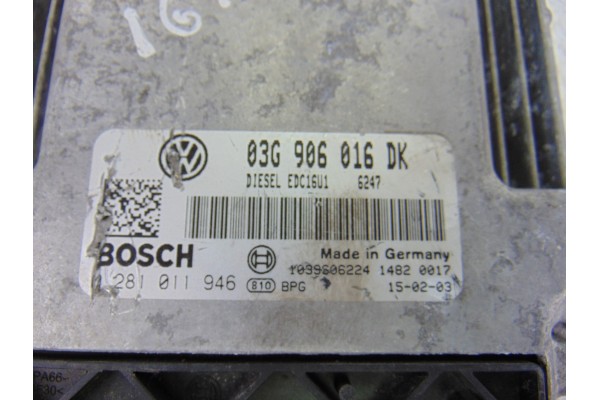 03G 906 016 DK
DIESEL EDC16U1 6247
BOSCH
Made in Germany
1039S06224 1482 0017
281 011 946 810 BPG
15-02-03
PA66-